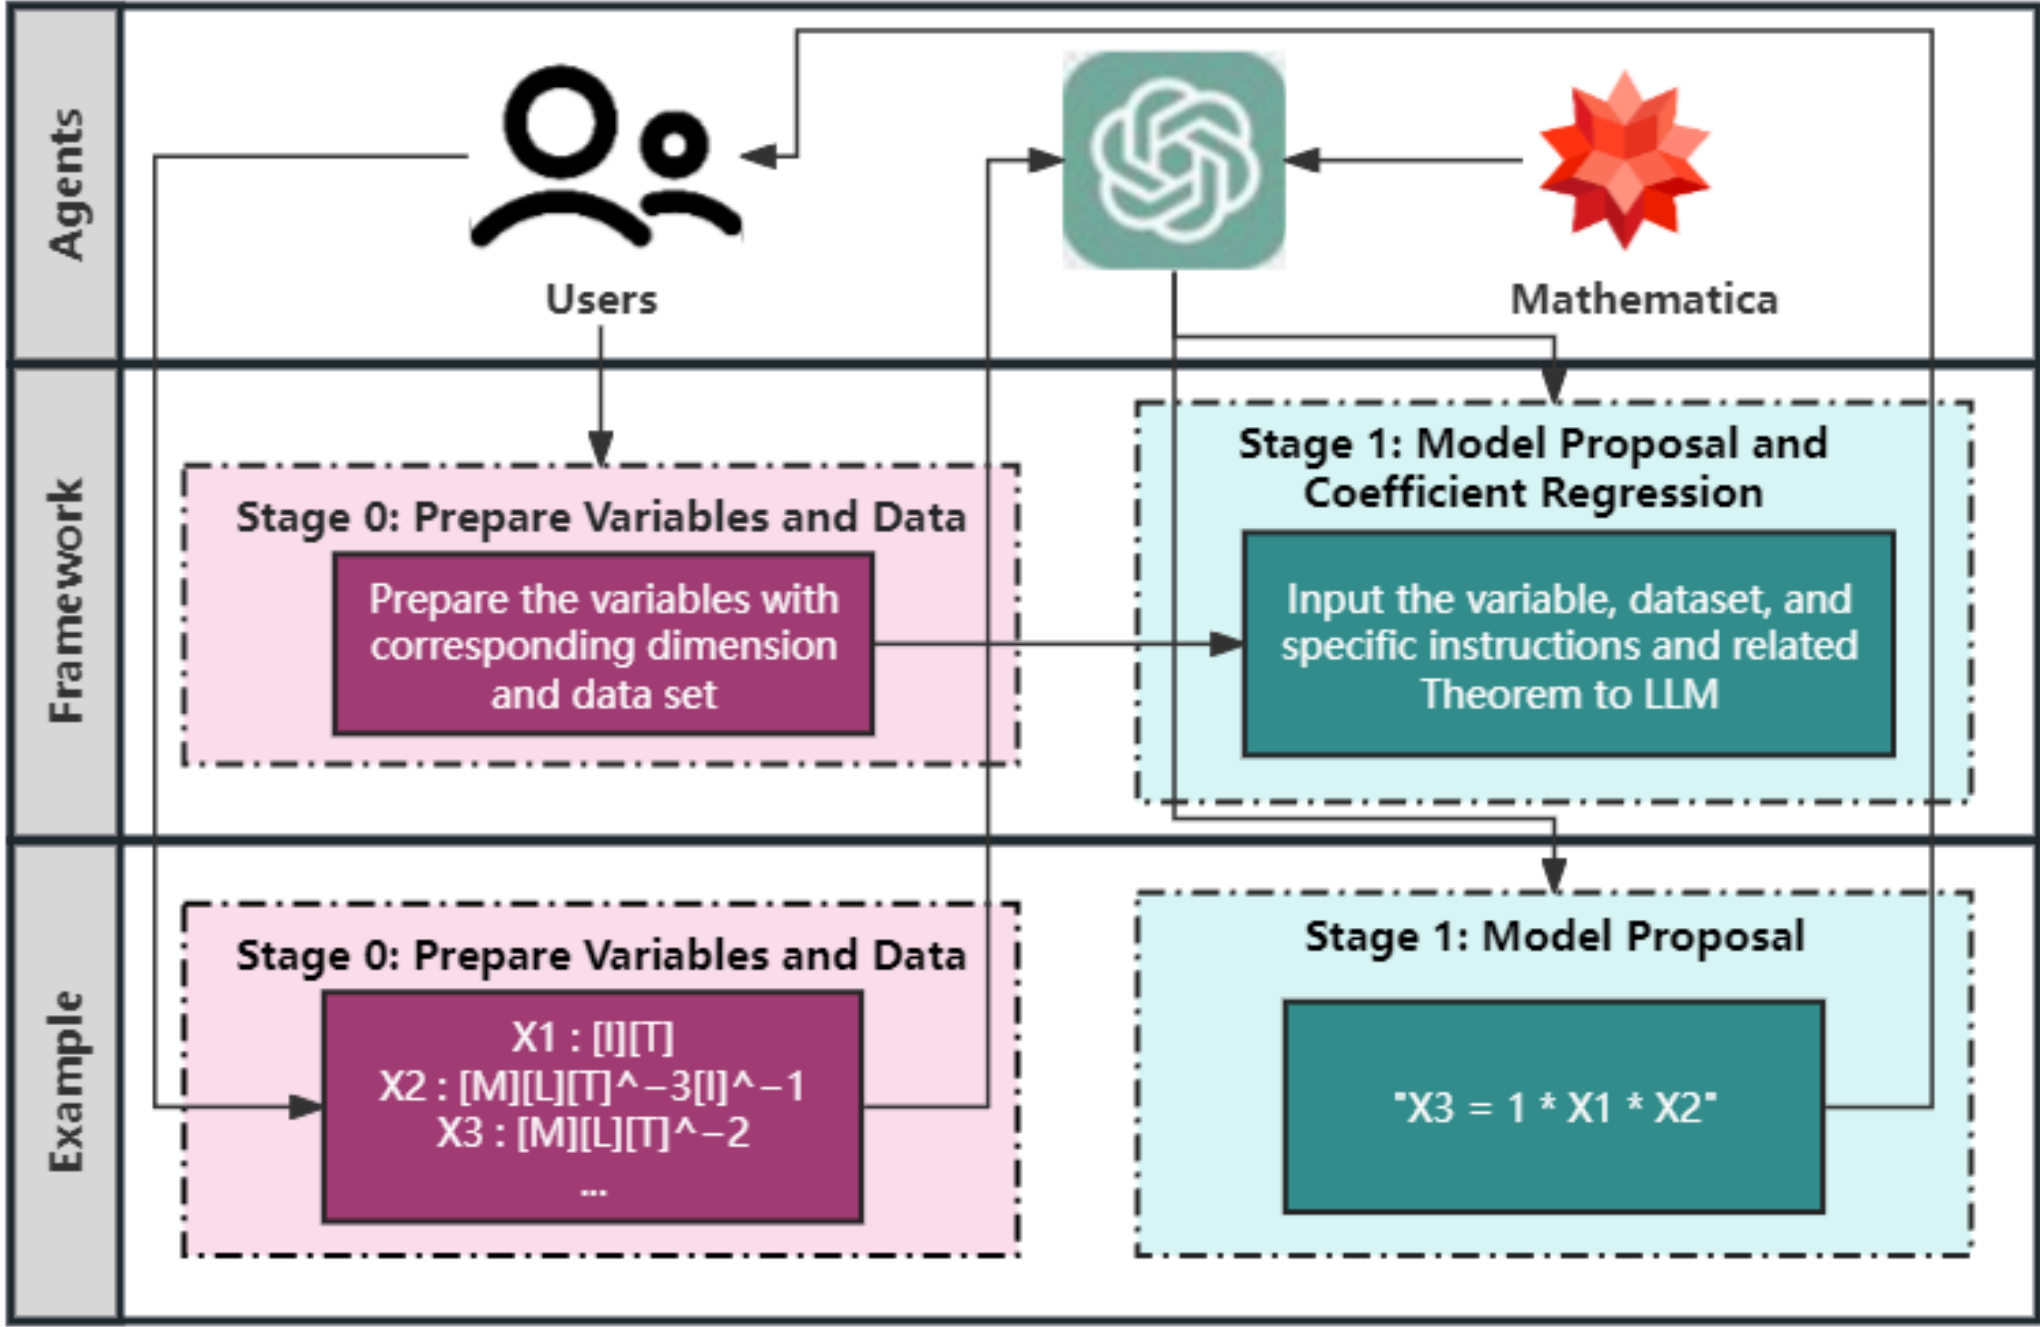 Agents
Users
Mathematica
Framework
Stage 0: Prepare Variables and Data
Prepare the variables with
corresponding dimension
and data set
Stage 1: Model Proposal and
Coefficient Regression
Input the variable, dataset, and
specific instructions and related
Theorem to LLM
Example
Stage 0: Prepare Variables and Data
X1 : [I][T]
X2 : [M][L][T]^−3[I]^−1
X3 : [M][L][T]^−2
...
Stage 1: Model Proposal
"X3 = 1 * X1 * X2"